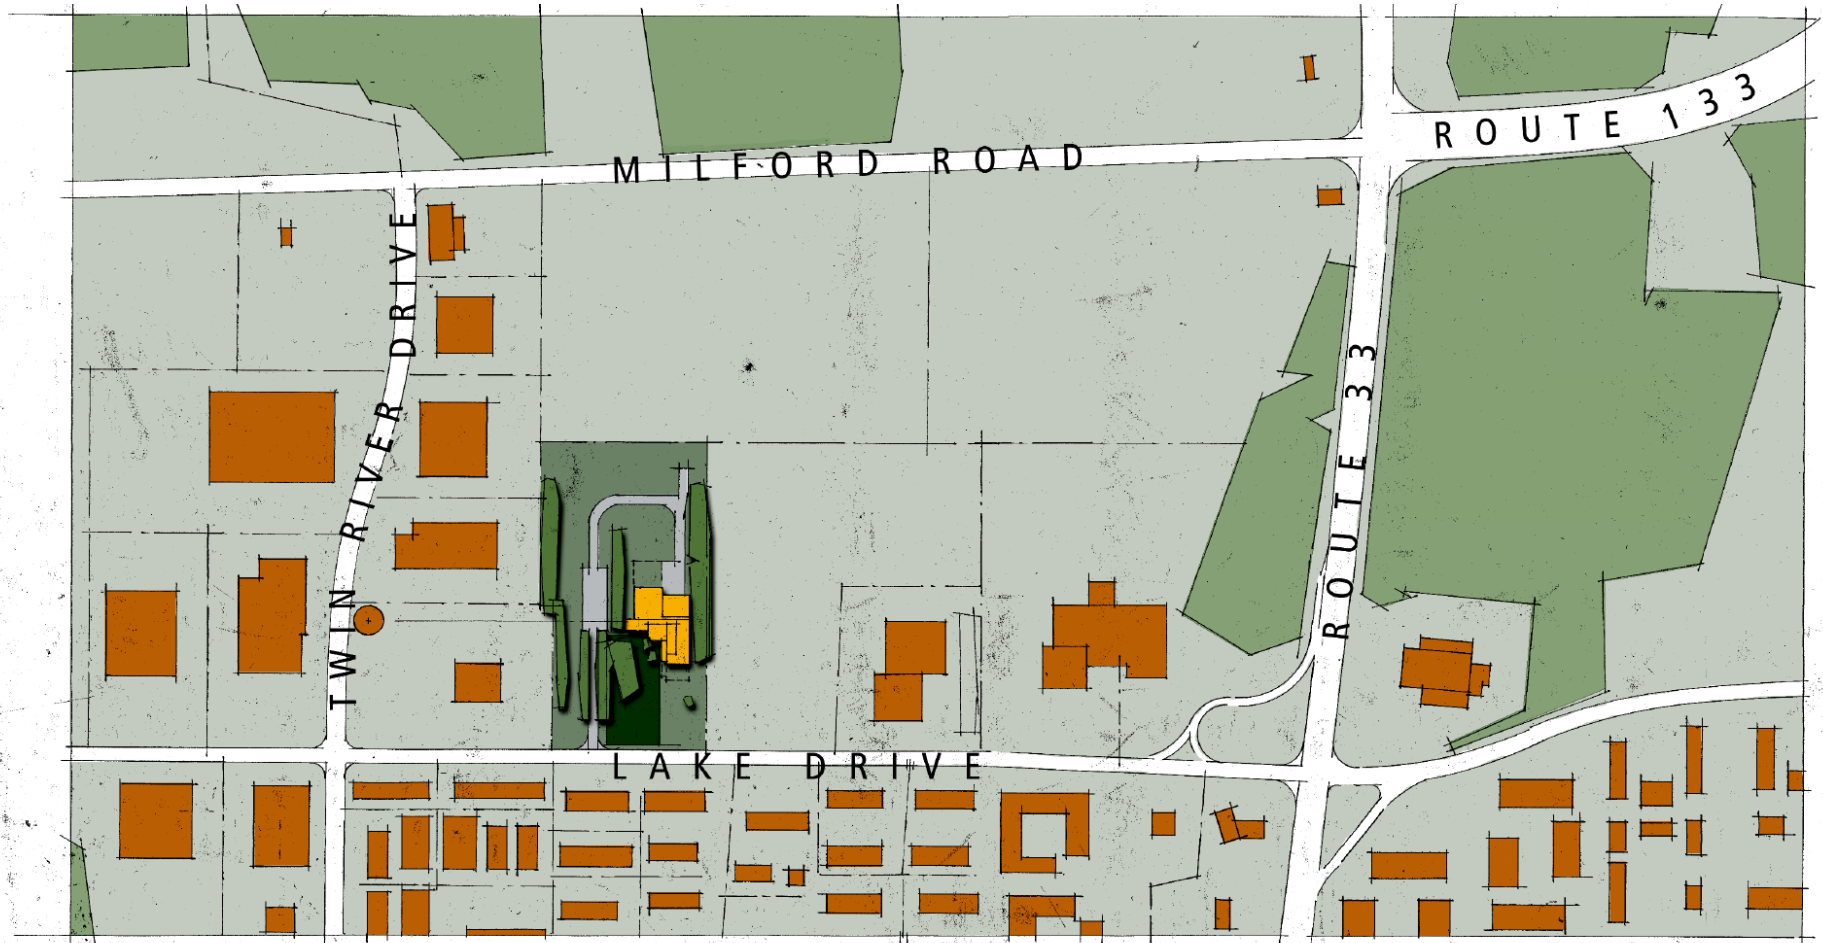 ROUTE 133
MILFORD ROAD
TWIN RIVER DRIVE
ROUTE 33
LAKE DRIVE